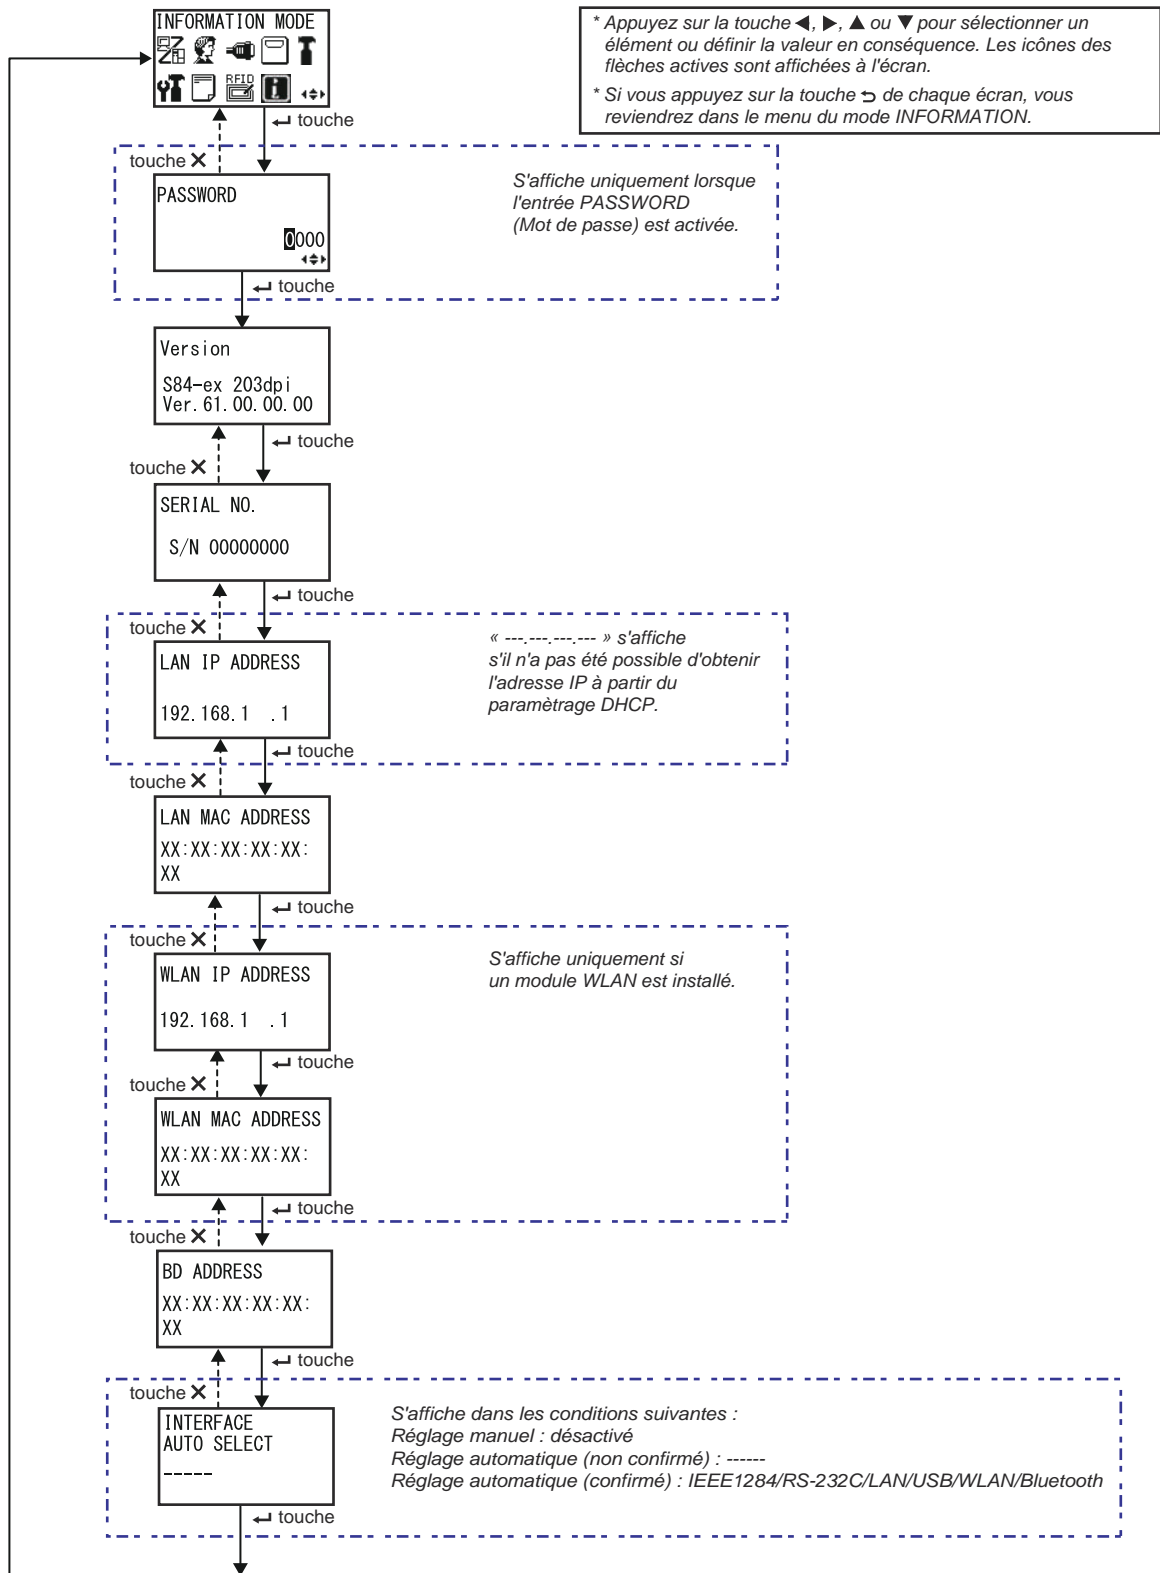 INFORMATION MODE
RFID
* Appuyez sur la touche ◀, ▶, ▲ ou ▼ pour sélectionner un
élément ou définir la valeur en conséquence. Les icônes des
flèches actives sont affichées à l'écran.
* Si vous appuyez sur la touche ⮌ de chaque écran, vous
reviendrez dans le menu du mode INFORMATION.
↵ touche
touche ✕
PASSWORD
0000
S'affiche uniquement lorsque
l'entrée PASSWORD
(Mot de passe) est activée.
↵ touche
Version
S84-ex 203dpi
Ver. 61. 00. 00. 00
↵ touche
touche ✕
SERIAL NO.
S/N 00000000
↵ touche
touche ✕
LAN IP ADDRESS
192. 168. 1 . 1
« ---.---.---.--- » s'affiche
s'il n'a pas été possible d'obtenir
l'adresse IP à partir du
paramètrage DHCP.
↵ touche
touche ✕
LAN MAC ADDRESS
XX:XX:XX:XX:XX:
XX
↵ touche
touche ✕
WLAN IP ADDRESS
192. 168. 1 . 1
S'affiche uniquement si
un module WLAN est installé.
↵ touche
touche ✕
WLAN MAC ADDRESS
XX:XX:XX:XX:XX:
XX
↵ touche
touche ✕
BD ADDRESS
XX:XX:XX:XX:XX:
XX
↵ touche
touche ✕
INTERFACE
AUTO SELECT
-----
S'affiche dans les conditions suivantes :
Réglage manuel : désactivé
Réglage automatique (non confirmé) : ------
Réglage automatique (confirmé) : IEEE1284/RS-232C/LAN/USB/WLAN/Bluetooth
↵ touche